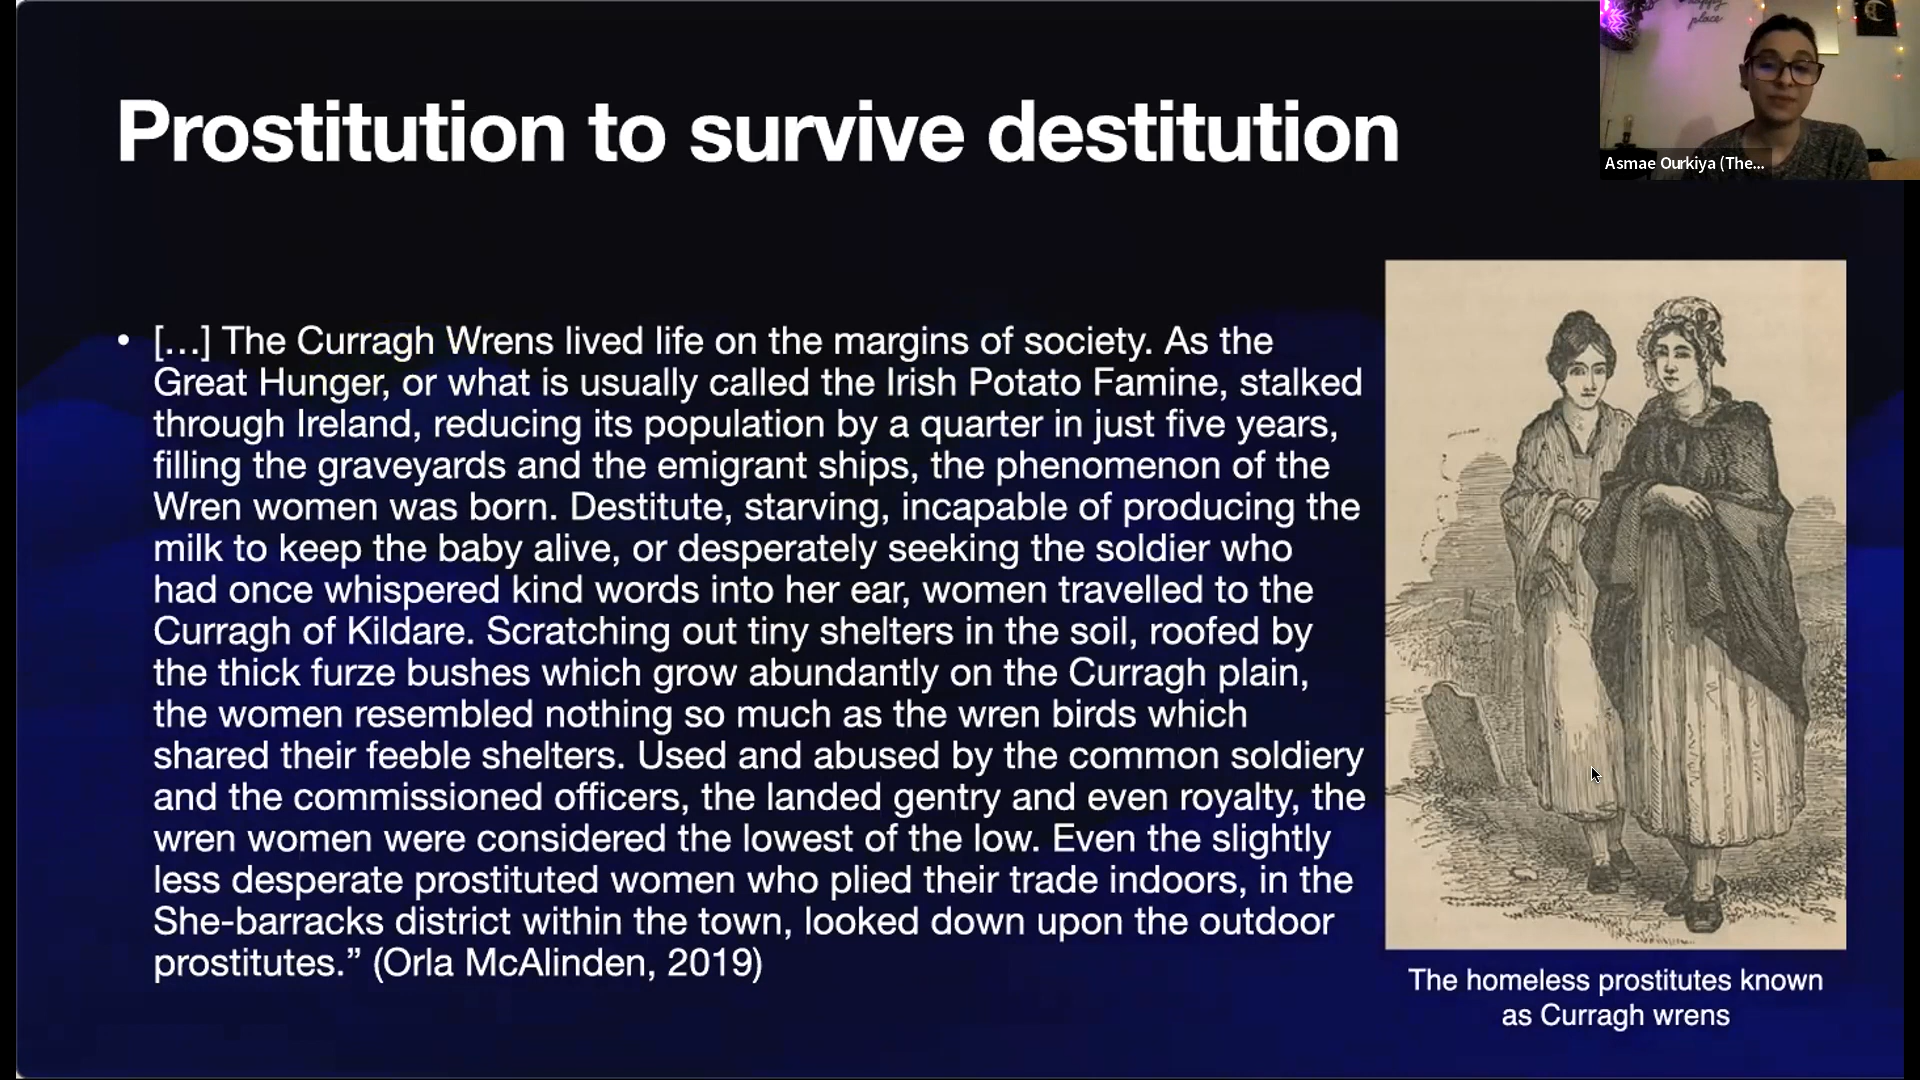 happy
place
Asmae Ourkiya (The...
Prostitution to survive destitution
• […] The Curragh Wrens lived life on the margins of society. As the
Great Hunger, or what is usually called the Irish Potato Famine, stalked
through Ireland, reducing its population by a quarter in just five years,
filling the graveyards and the emigrant ships, the phenomenon of the
Wren women was born. Destitute, starving, incapable of producing the
milk to keep the baby alive, or desperately seeking the soldier who
had once whispered kind words into her ear, women travelled to the
Curragh of Kildare. Scratching out tiny shelters in the soil, roofed by
the thick furze bushes which grow abundantly on the Curragh plain,
the women resembled nothing so much as the wren birds which
shared their feeble shelters. Used and abused by the common soldiery
and the commissioned officers, the landed gentry and even royalty, the
wren women were considered the lowest of the low. Even the slightly
less desperate prostituted women who plied their trade indoors, in the
She-barracks district within the town, looked down upon the outdoor
prostitutes.” (Orla McAlinden, 2019)
The homeless prostitutes known
as Curragh wrens